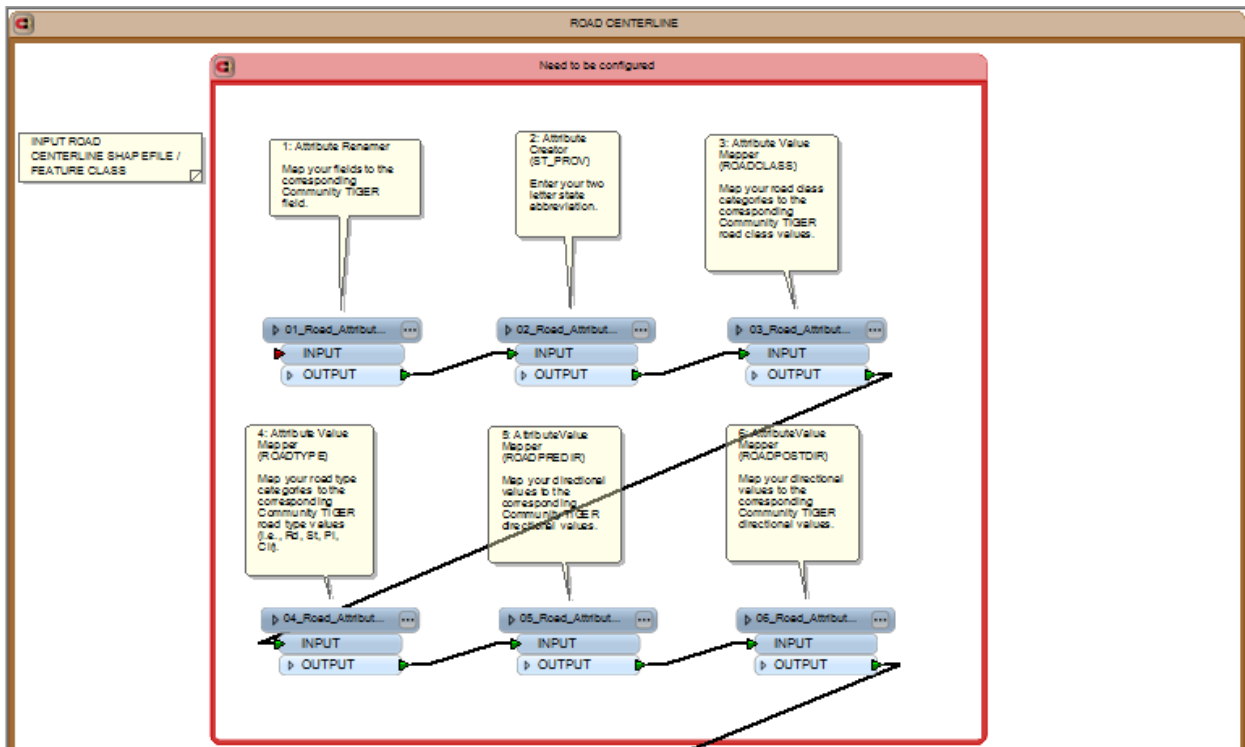 ROAD CENTERLINE
Need to be configured
INPUT ROAD
CENTERLINE SHAPEFILE /
FEATURE CLASS
1: Attribute Renamer
Map your fields to the
corresponding
Community TIGER
field.
2: Attribute
Creator
(ST_PROV)
Enter your two
letter state
abbreviation.
3: Attribute Value
Mapper
(ROADCLASS)
Map your road class
categories to the
corresponding
Community TIGER
road class values.
01_Road_Attribut...
INPUT
OUTPUT
02_Road_Attribut...
INPUT
OUTPUT
03_Road_Attribut...
INPUT
OUTPUT
4: Attribute Value
Mapper
(ROADTYPE)
Map your road type
categories to the
corresponding
Community TIGER
road type values
(i.e., Rd, St, Pl,
Cir).
5: AttributeValue
Mapper
(ROADPREDIR)
Map your directional
values to the
corresponding
Community TIGER
directional values.
6: AttributeValue
Mapper
(ROADPOSTDIR)
Map your directional
values to the
corresponding
Community TIGER
directional values.
04_Road_Attribut...
INPUT
OUTPUT
05_Road_Attribut...
INPUT
OUTPUT
06_Road_Attribut...
INPUT
OUTPUT